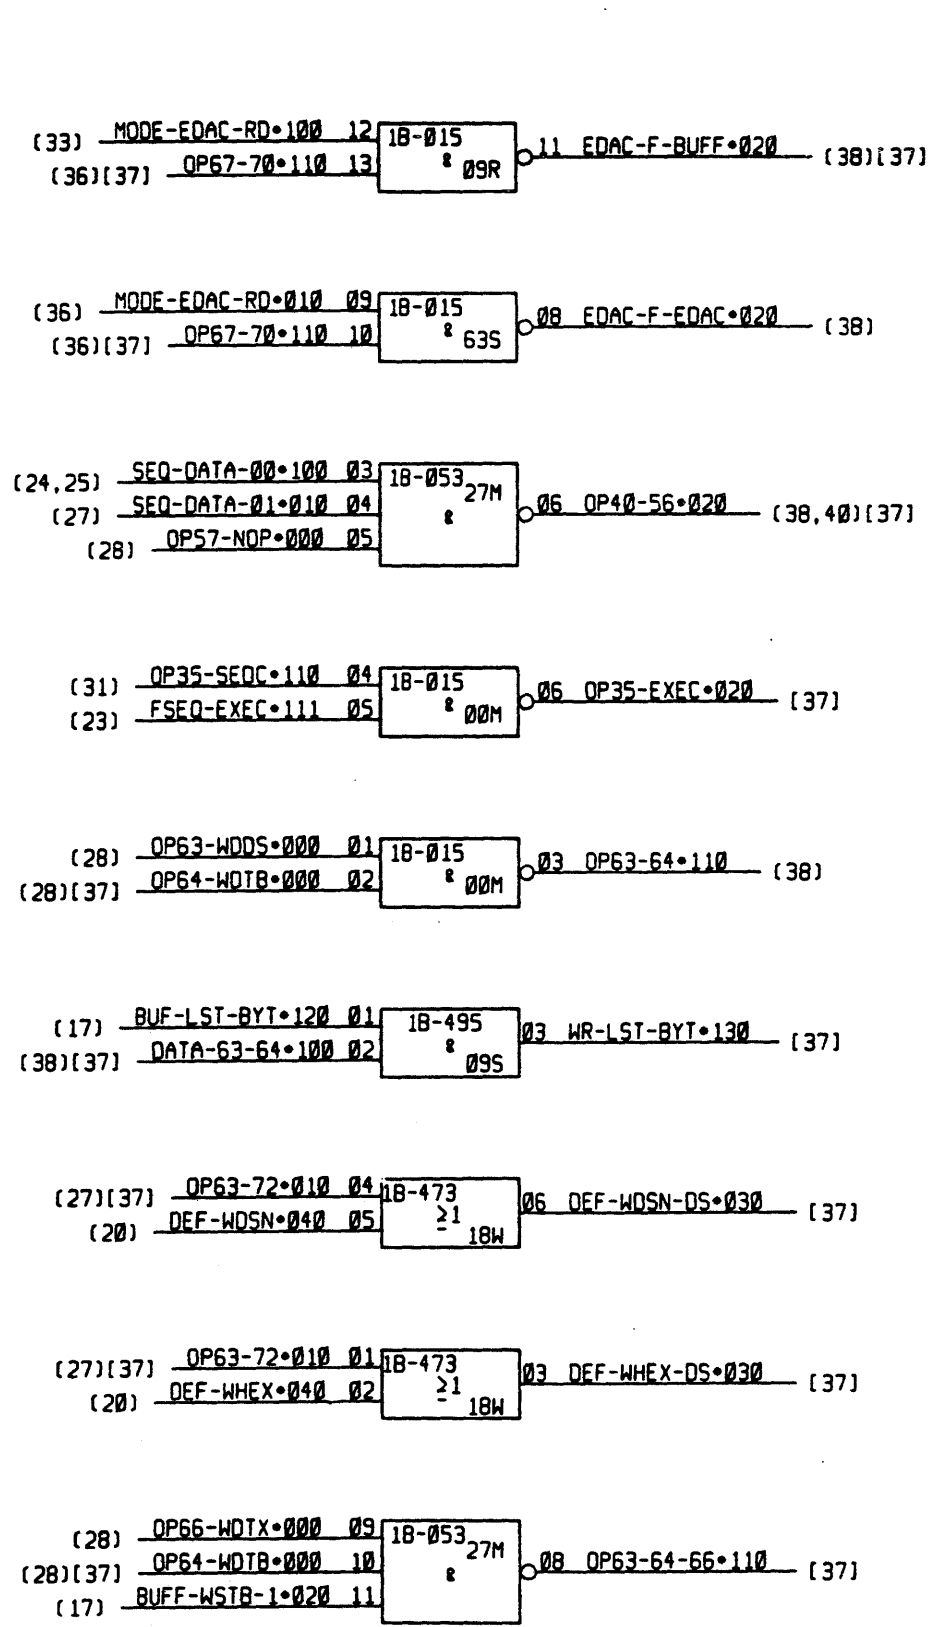 (33) MODE-EDAC-RD•100 12 1B-015 & 09R 11 EDAC-F-BUFF•020 (38)[37]
(36)[37] OP67-70•110 13
(36) MODE-EDAC-RD•010 09 1B-015 & 63S 08 EDAC-F-EDAC•020 (38)
(36)[37] OP67-70•110 10
(24,25) SEQ-DATA-00•100 03 1B-053 27M & 06 OP40-56•020 (38,40)[37]
(27) SEQ-DATA-01•010 04
(28) OP57-NOP•000 05
(31) OP35-SEDC•110 04 1B-015 & 00M 06 OP35-EXEC•020 [37]
(23) FSEQ-EXEC•111 05
(28) OP63-WDDS•000 01 1B-015 & 00M 03 OP63-64•110 (38)
(28)[37] OP64-WDTB•000 02
(17) BUF-LST-BYT•120 01 1B-495 & 09S 03 WR-LST-BYT•130 [37]
(38)[37] DATA-63-64•100 02
(27)[37] OP63-72•010 04 1B-473 ≥1 18W 06 DEF-WDSN-DS•030 [37]
(20) DEF-WDSN•040 05
(27)[37] OP63-72•010 01 1B-473 ≥1 18W 03 DEF-WHEX-DS•030 [37]
(20) DEF-WHEX•040 02
(28) OP66-WDTX•000 09 1B-053 27M & 08 OP63-64-66•110 [37]
(28)[37] OP64-WDTB•000 10
(17) BUFF-WSTB-1•020 11